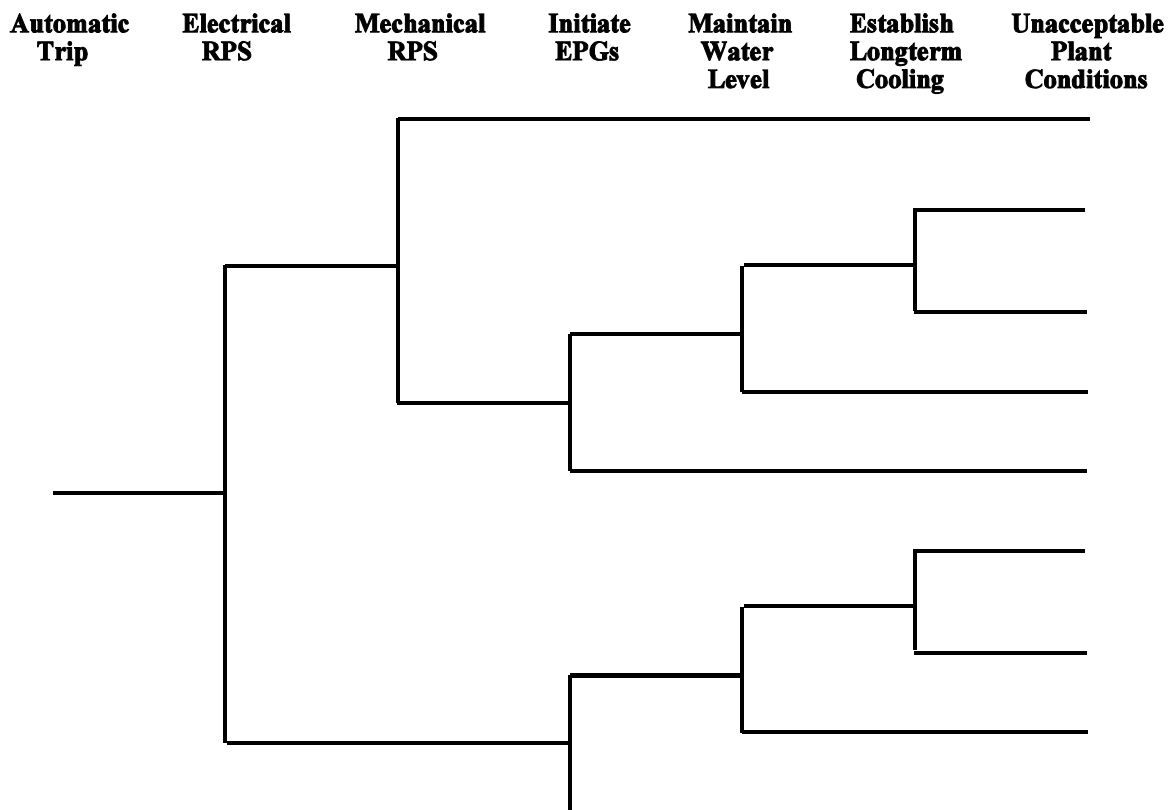 Automatic
Trip
Electrical
RPS
Mechanical
RPS
Initiate
EPGs
Maintain
Water
Level
Establish
Longterm
Cooling
Unacceptable
Plant
Conditions